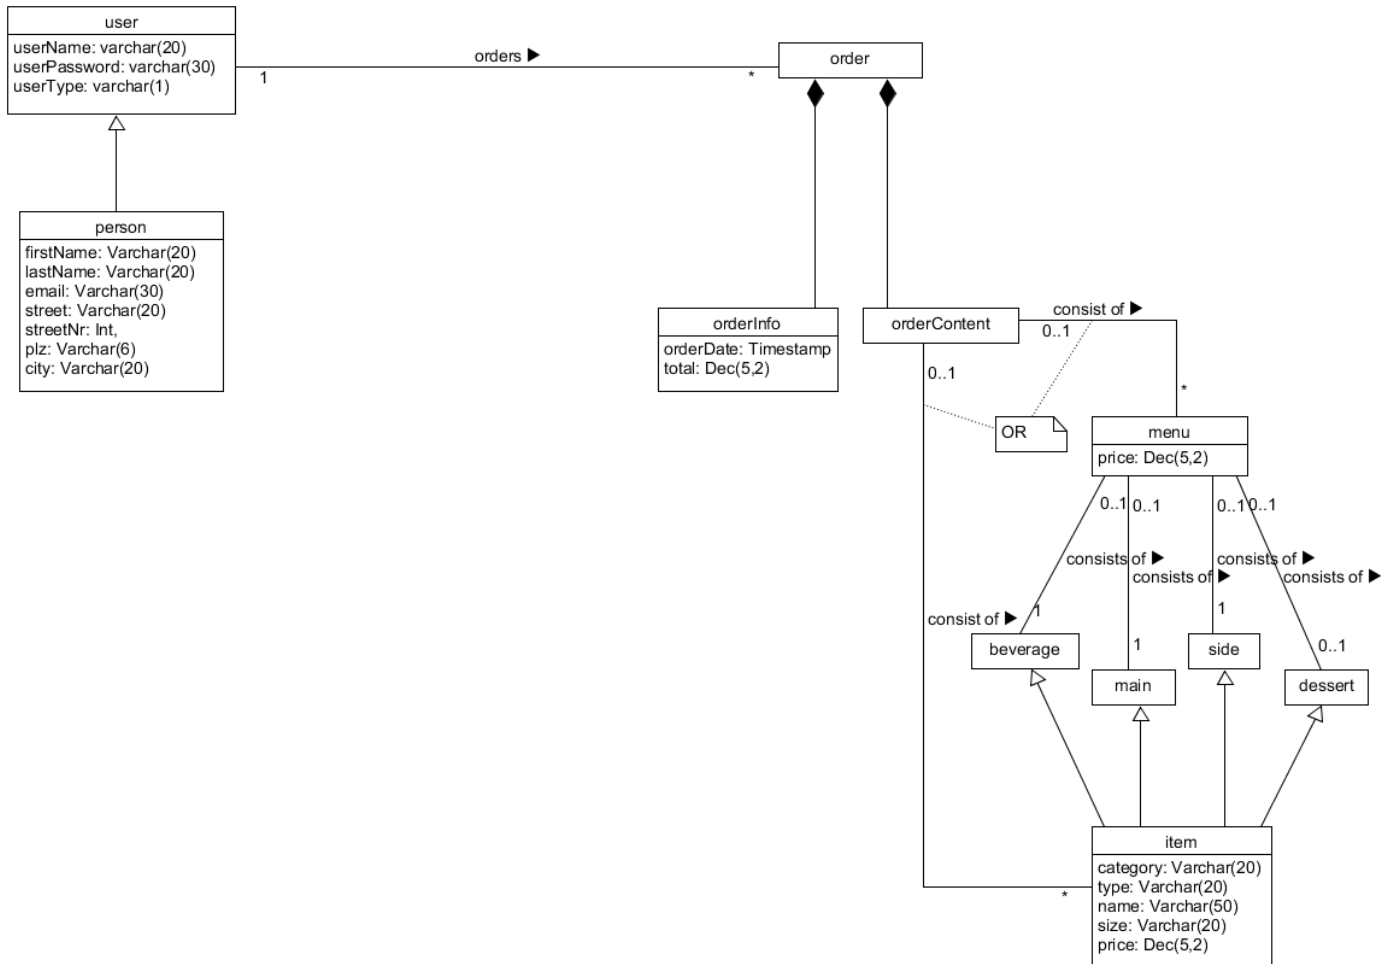 user
userName: varchar(20)
userPassword: varchar(30)
userType: varchar(1)
1
orders ▶
*
order
person
firstName: Varchar(20)
lastName: Varchar(20)
email: Varchar(30)
street: Varchar(20)
streetNr: Int,
plz: Varchar(6)
city: Varchar(20)
orderInfo
orderDate: Timestamp
total: Dec(5,2)
orderContent
consist of ▶
0..1
0..1
*
OR
menu
price: Dec(5,2)
0..1
0..1
0..1
0..1
consists of ▶
consists of ▶
consists of ▶
consists of ▶
consist of ▶
1
1
1
0..1
beverage
main
side
dessert
item
category: Varchar(20)
type: Varchar(20)
name: Varchar(50)
size: Varchar(20)
price: Dec(5,2)
*